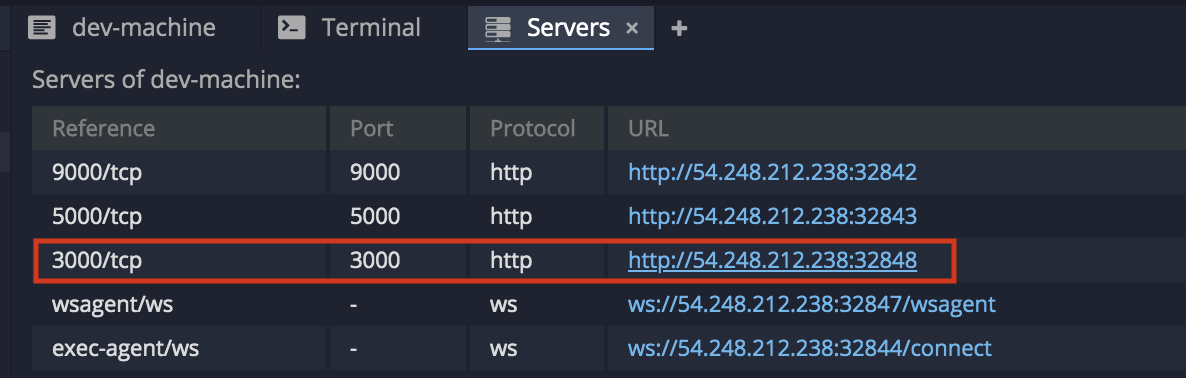 dev-machine Terminal Servers × +
Servers of dev-machine:
Reference Port Protocol URL
9000/tcp 9000 http http://54.248.212.238:32842
5000/tcp 5000 http http://54.248.212.238:32843
3000/tcp 3000 http http://54.248.212.238:32848
wsagent/ws - ws ws://54.248.212.238:32847/wsagent
exec-agent/ws - ws ws://54.248.212.238:32844/connect